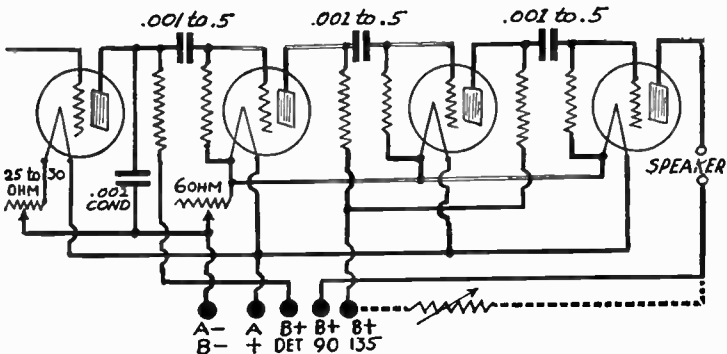 .001 to .5
.001 to .5
.001 to .5
25 to 30
OHM
.002
COND
6 OHM
SPEAKER
A- A B+ B+ B+
B- + DET 90 135